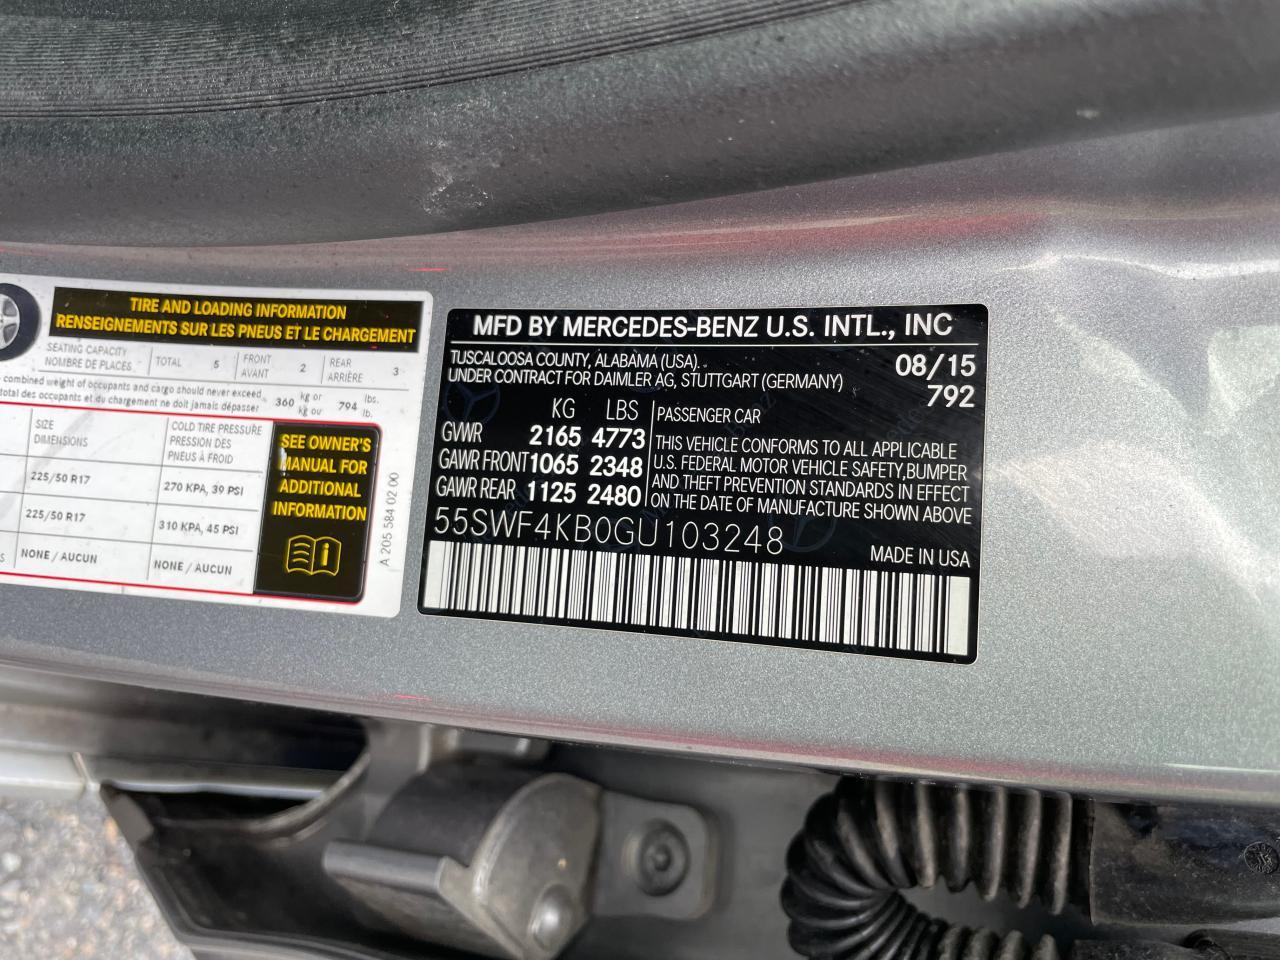 TIRE AND LOADING INFORMATION
RENSEIGNEMENTS SUR LES PNEUS ET LE CHARGEMENT
SEATING CAPACITY
NOMBRE DE PLACES
TOTAL 5
FRONT
AVANT
2
REAR
ARRIÈRE
3
combined weight of occupants and cargo should never exceed
total des occupants et du chargement ne doit jamais dépasser
360 kg or
kg ou
794 lbs.
lb.
SIZE
DIMENSIONS
COLD TIRE PRESSURE
PRESSION DES
PNEUS À FROID
225/50 R17
270 KPA, 39 PSI
225/50 R17
310 KPA, 45 PSI
NONE / AUCUN
NONE / AUCUN
SEE OWNER'S
MANUAL FOR
ADDITIONAL
INFORMATION
A 205 584 02 00
MFD BY MERCEDES-BENZ U.S. INTL., INC
TUSCALOOSA COUNTY, ALABAMA (USA).
UNDER CONTRACT FOR DAIMLER AG, STUTTGART (GERMANY)
08/15
792
KG LBS
GVWR 2165 4773
GAWR FRONT 1065 2348
GAWR REAR 1125 2480
PASSENGER CAR
THIS VEHICLE CONFORMS TO ALL APPLICABLE
U.S. FEDERAL MOTOR VEHICLE SAFETY,BUMPER
AND THEFT PREVENTION STANDARDS IN EFFECT
ON THE DATE OF MANUFACTURE SHOWN ABOVE
55SWF4KB0GU103248
MADE IN USA